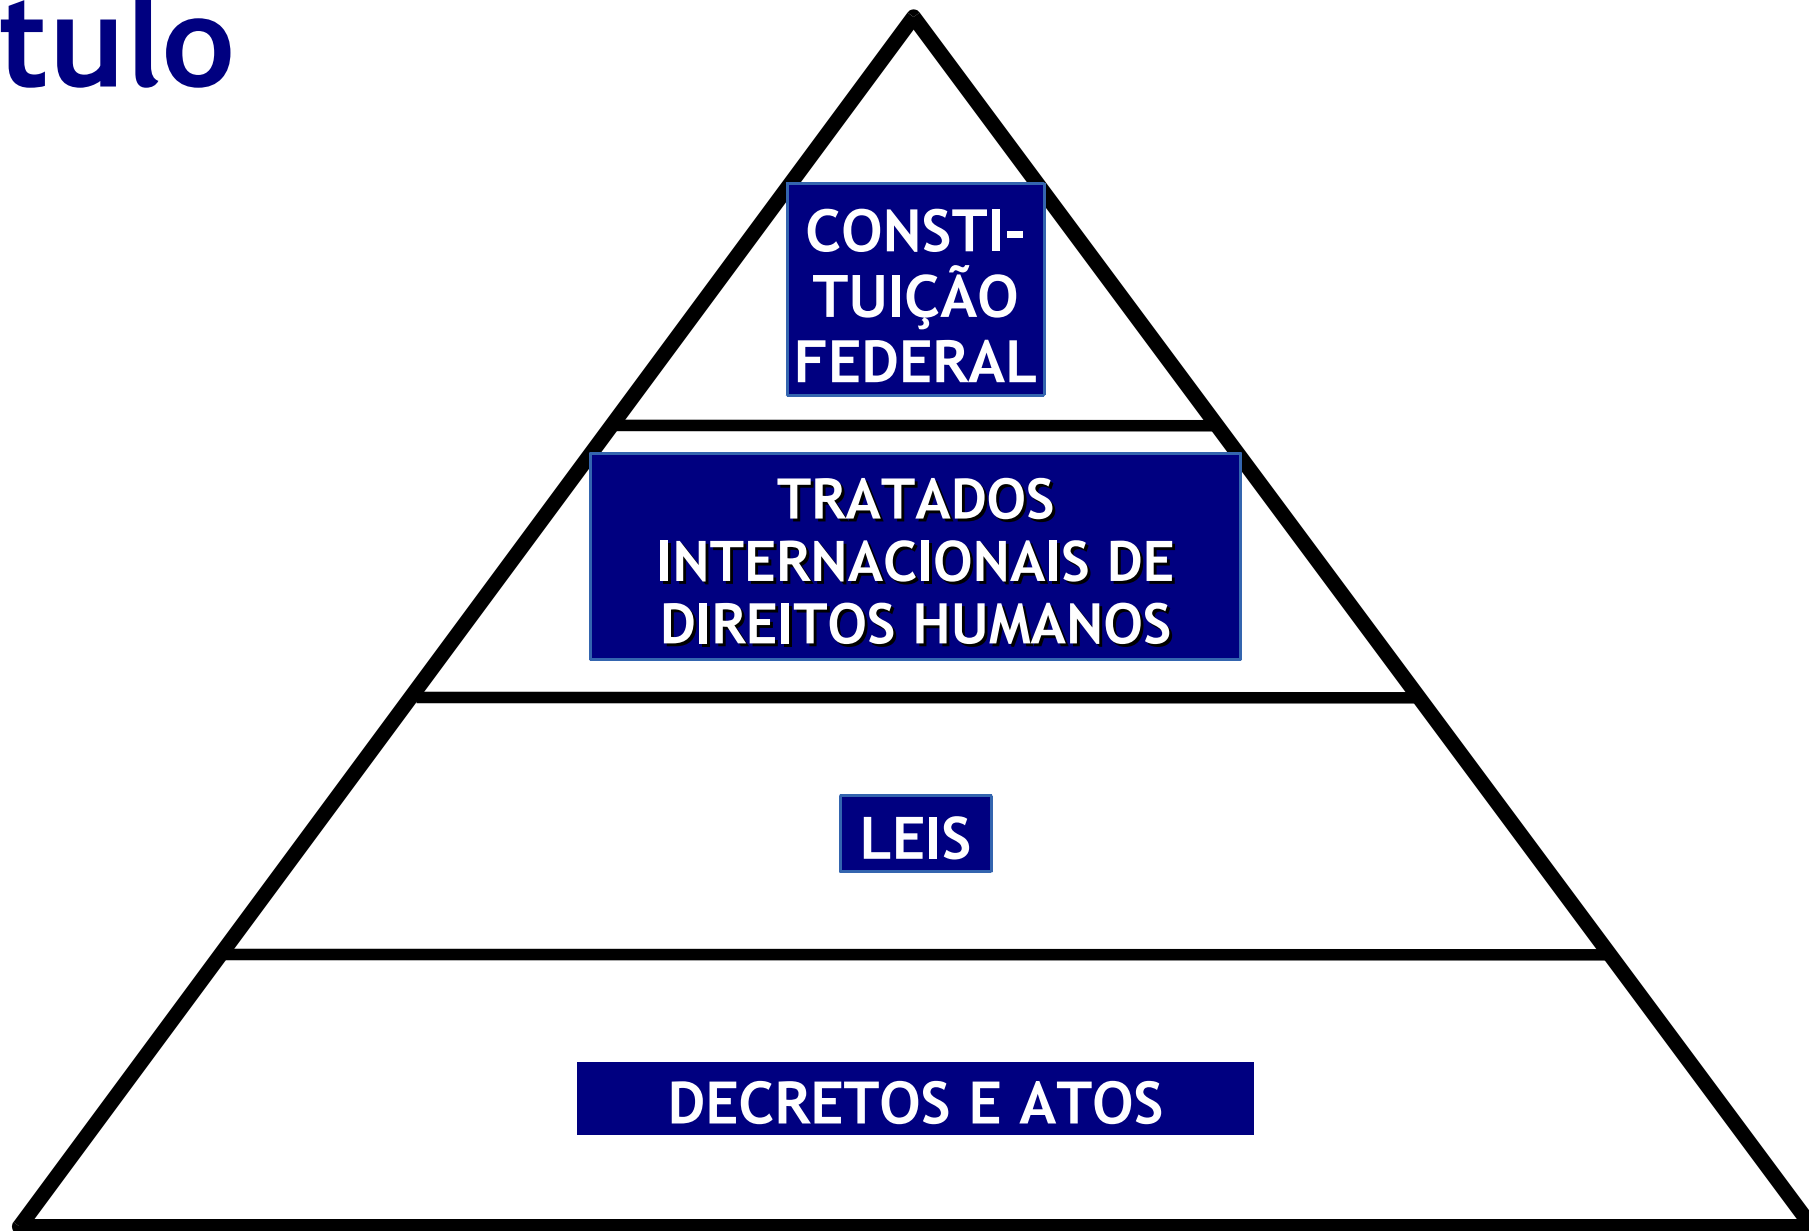 tulo
CONSTI-
TUIÇÃO
FEDERAL
TRATADOS
INTERNACIONAIS DE
DIREITOS HUMANOS
LEIS
DECRETOS E ATOS